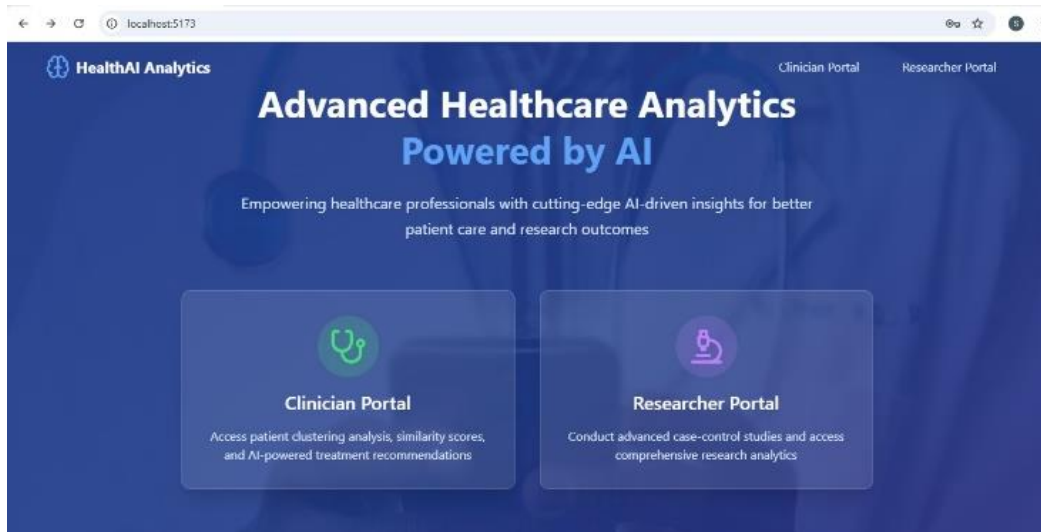 localhost:5173
S
HealthAI Analytics
Clinician Portal
Researcher Portal
Advanced Healthcare Analytics
Powered by AI
Empowering healthcare professionals with cutting-edge AI-driven insights for better
patient care and research outcomes
Clinician Portal
Access patient clustering analysis, similarity scores,
and AI-powered treatment recommendations
Researcher Portal
Conduct advanced case-control studies and access
comprehensive research analytics